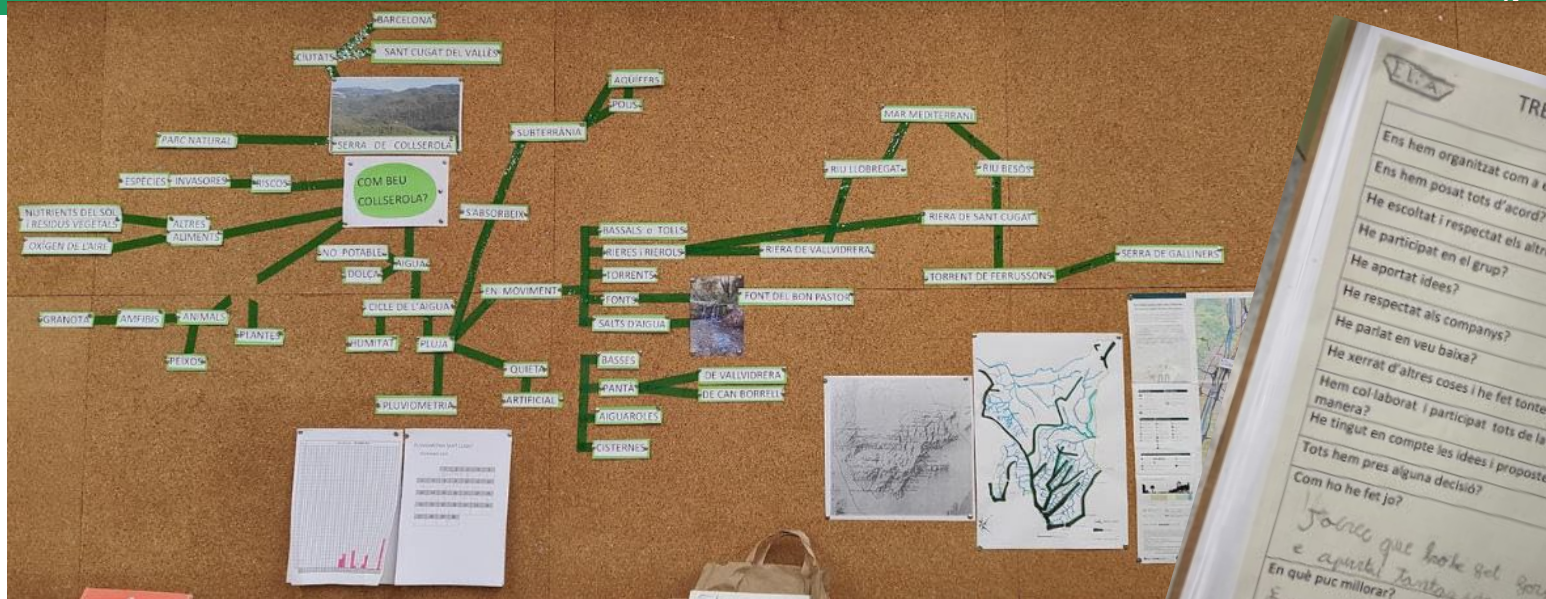 BARCELONA
CIUTATS
SANT CUGAT DEL VALLÈS
PARC NATURAL
SERRA DE COLLSEROLA
ESPÈCIES INVASORES
RISCOS
COM BEU
COLLSEROLA?
NUTRIENTS DEL SÒL
I RESIDUS VEGETALS
OXÍGEN DE L'AIRE
ALTRES
ALIMENTS
NO POTABLE
DOLÇA
AIGUA
GRANOTA
AMFIBIS
ANIMALS
PEIXOS
PLANTES
CICLE DE L'AIGUA
HUMITAT
PLUJA
PLUVIOMETRIA
S'ABSORBEIX
SUBTERRÀNIA
AQÜÍFERS
POUS
EN MOVIMENT
BASSALS o TOLLS
RIERES i RIEROLS
TORRENTS
FONTS
SALTS D'AIGUA
FONT DEL BON PASTOR
RIERA DE VALLVIDRERA
RIERA DE SANT CUGAT
RIU LLOBREGAT
MAR MEDITERRANI
RIU BESÒS
TORRENT DE FERRUSSONS
SERRA DE GALLINERS
QUIETA
ARTIFICIAL
BASSES
PANTÀ
DE VALLVIDRERA
DE CAN BORRELL
AIGUAROLES
CISTERNES
TRE
Ens hem organitzat com a e
Ens hem posat tots d'acord?
He escoltat i respectat els altre
He participat en el grup?
He aportat idees?
He respectat als companys?
He parlat en veu baixa?
He xerrat d'altres coses i he fet tonte
Hem col·laborat i participat tots de la
manera?
He tingut en compte les idees i proposte
Tots hem pres alguna decisió?
Com ho he fet jo?
En què puc millorar?